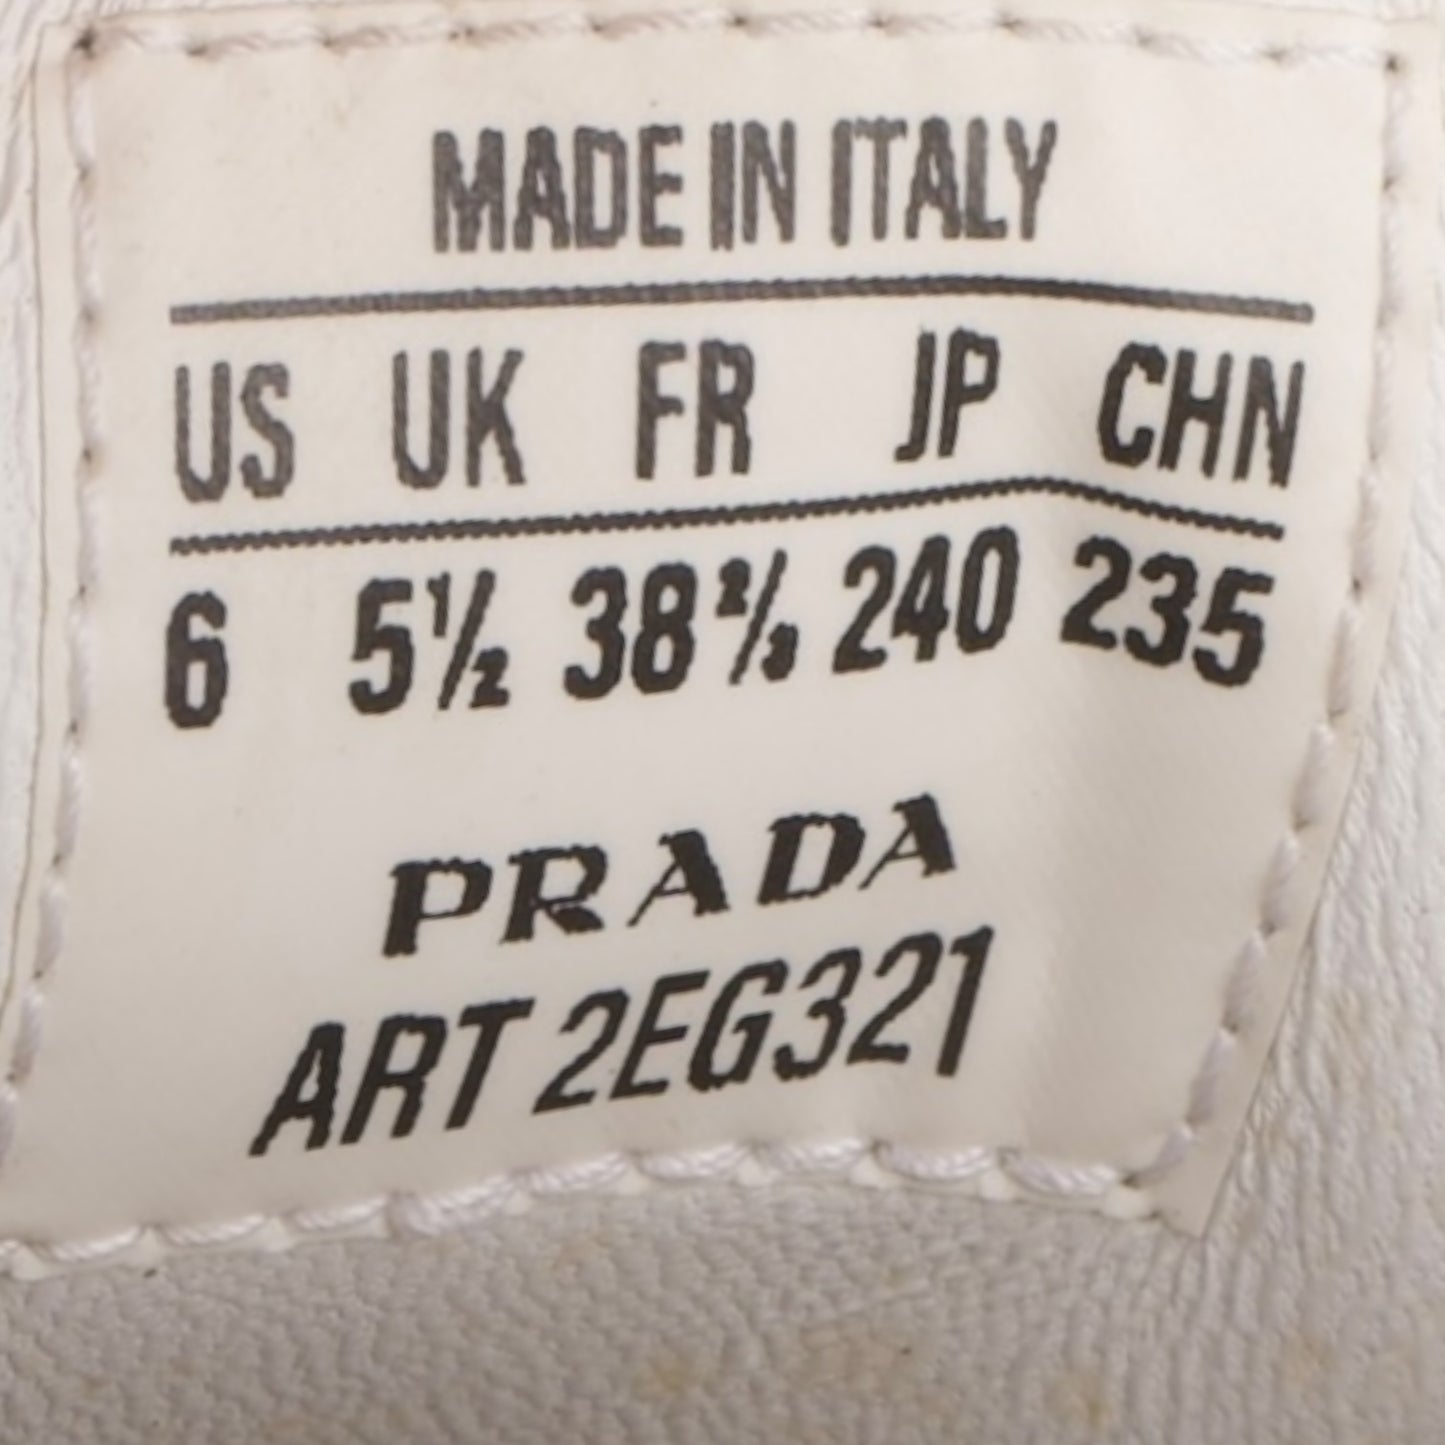 MADE IN ITALY
US UK FR JP CHN
6 5½ 38⅔ 240 235
PRADA
ART 2EG321